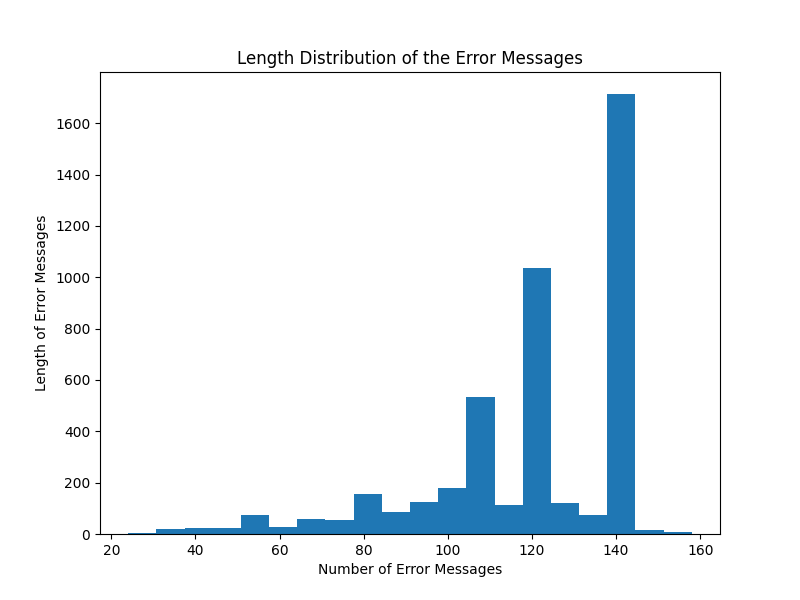 Length Distribution of the Error Messages
Length of Error Messages
1600
1400
1200
1000
800
600
400
200
0
20 40 60 80 100 120 140 160
Number of Error Messages